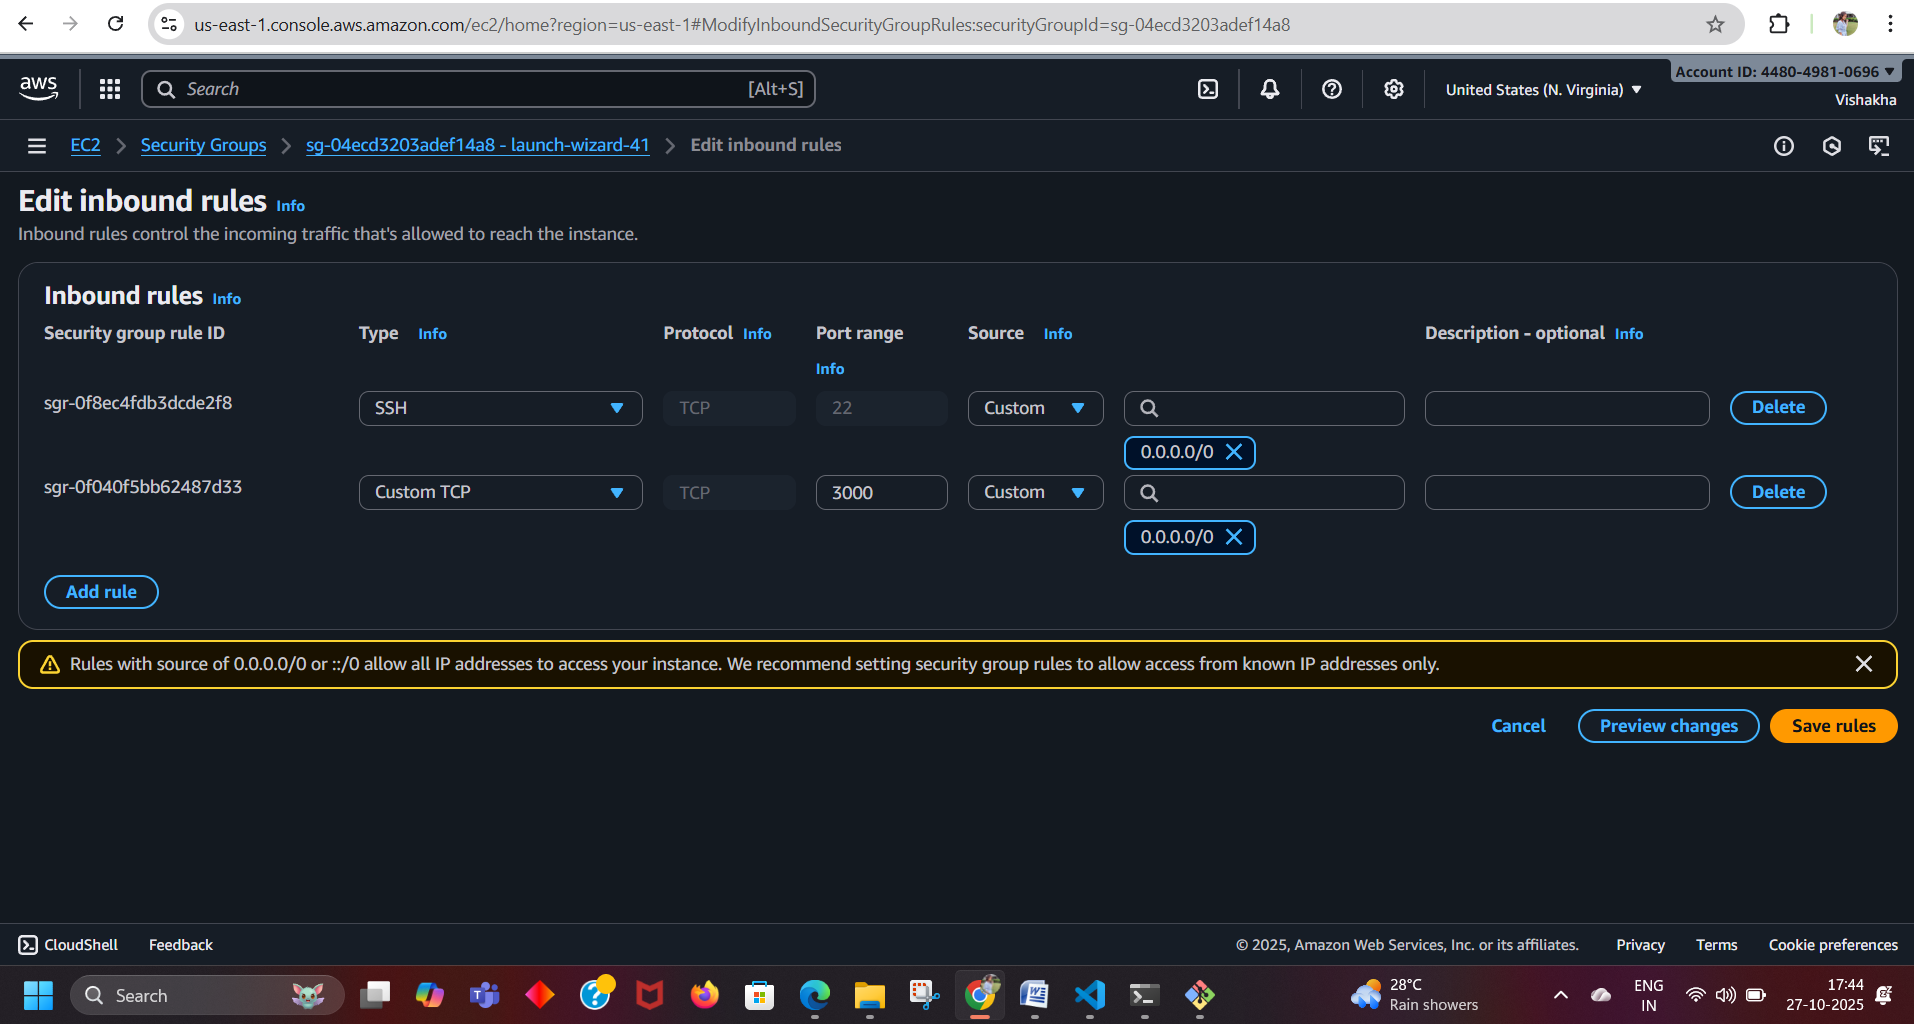 us-east-1.console.aws.amazon.com/ec2/home?region=us-east-1#ModifyInboundSecurityGroupRules:securityGroupId=sg-04ecd3203adef14a8
aws
Search [Alt+S]
United States (N. Virginia)
Account ID: 4480-4981-0696
Vishakha
EC2 > Security Groups > sg-04ecd3203adef14a8 - launch-wizard-41 > Edit inbound rules
Edit inbound rules Info
Inbound rules control the incoming traffic that's allowed to reach the instance.
Inbound rules Info
Security group rule ID Type Info Protocol Info Port range Info Source Info Description - optional Info
sgr-0f8ec4fdb3dcde2f8 SSH TCP 22 Custom Delete
0.0.0.0/0
sgr-0f040f5bb62487d33 Custom TCP TCP 3000 Custom Delete
0.0.0.0/0
Add rule
Rules with source of 0.0.0.0/0 or ::/0 allow all IP addresses to access your instance. We recommend setting security group rules to allow access from known IP addresses only.
Cancel Preview changes Save rules
CloudShell Feedback © 2025, Amazon Web Services, Inc. or its affiliates. Privacy Terms Cookie preferences
Search
28°C
Rain showers
ENG
IN
17:44
27-10-2025